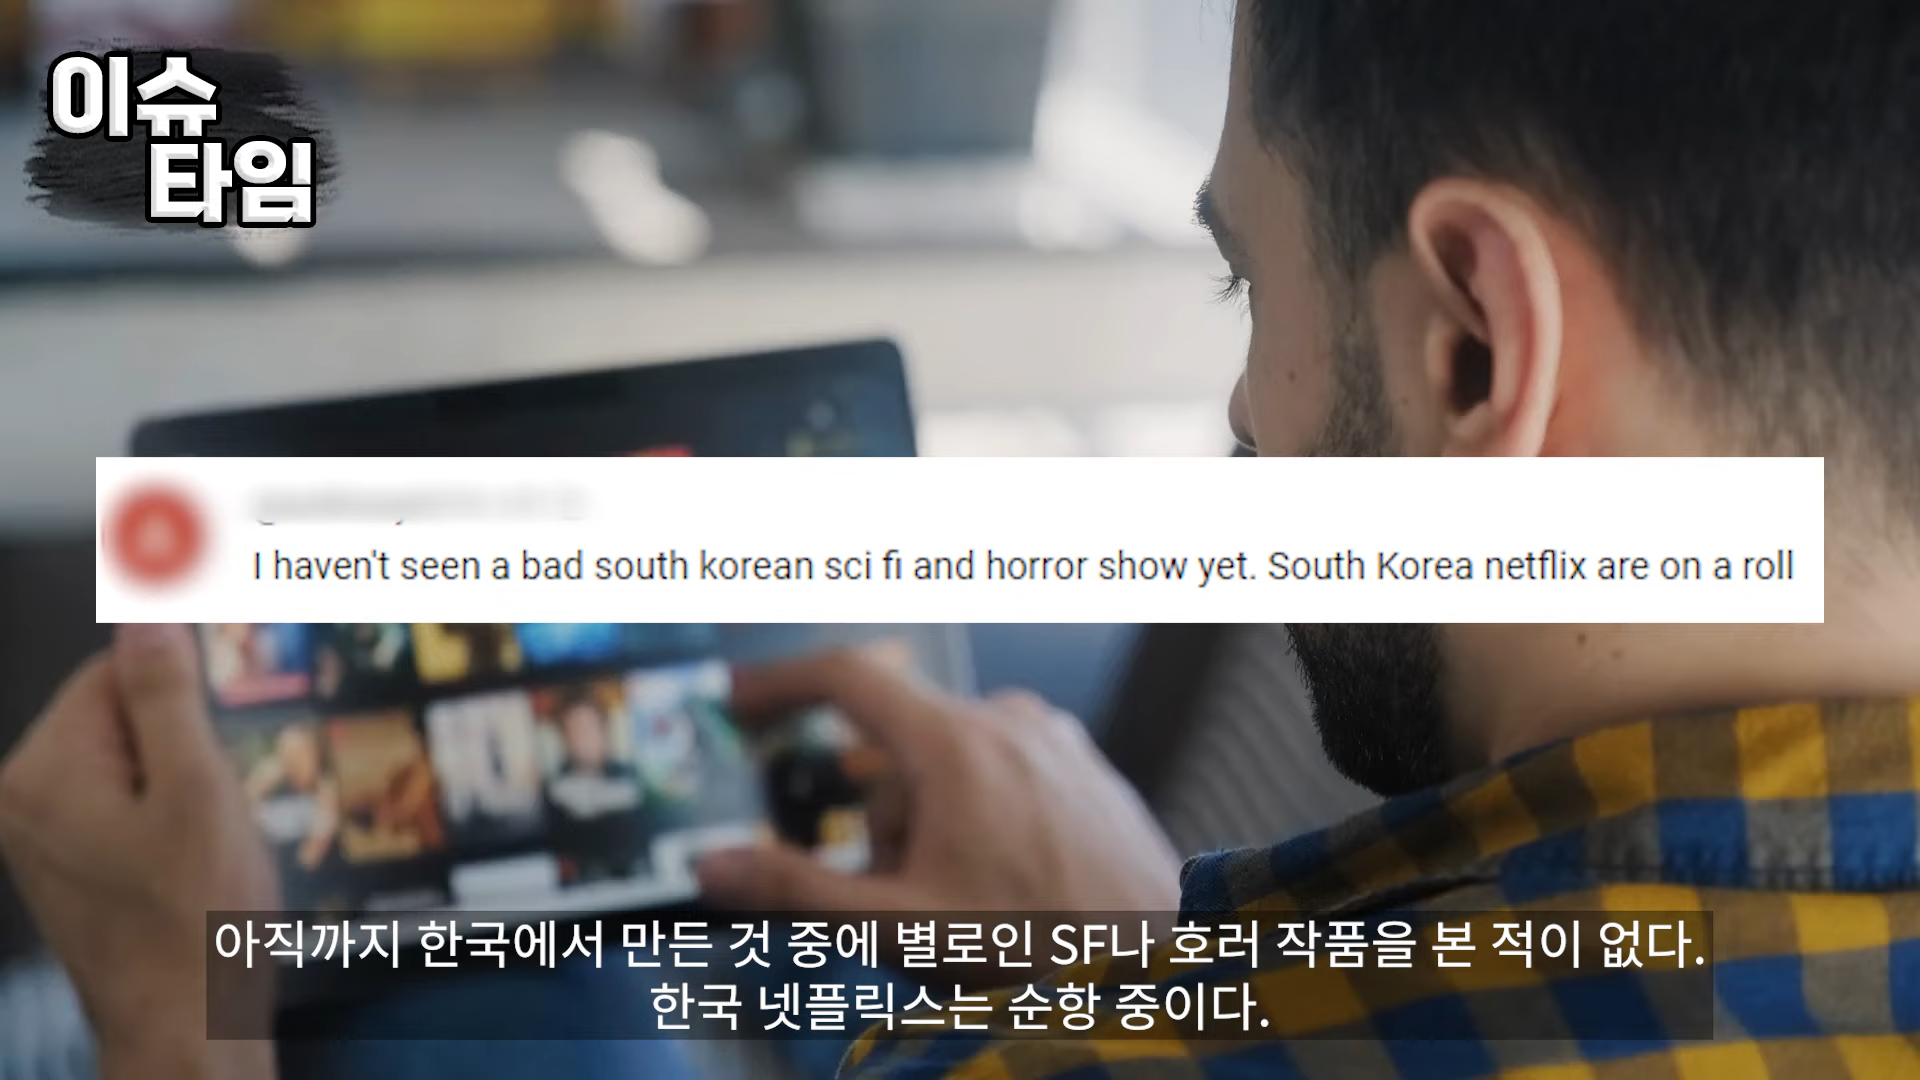 이슈
타임
I haven't seen a bad south korean sci fi and horror show yet. South Korea netflix are on a roll
아직까지 한국에서 만든 것 중에 별로인 SF나 호러 작품을 본 적이 없다.
한국 넷플릭스는 순항 중이다.